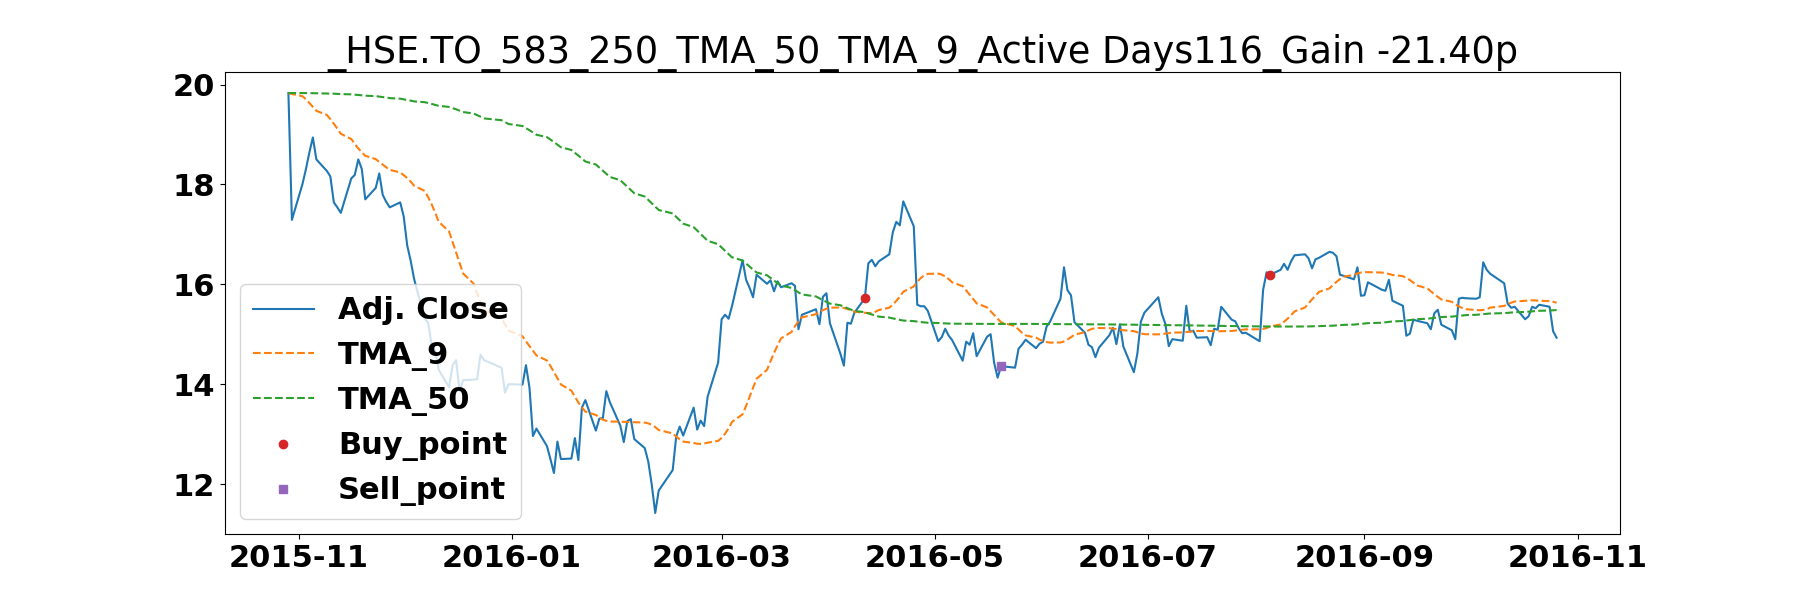 _HSE.TO_583_250_TMA_50_TMA_9_Active Days116_Gain -21.40p
20
18
16
14
12
Adj. Close
TMA_9
TMA_50
Buy_point
Sell_point
2015-11 2016-01 2016-03 2016-05 2016-07 2016-09 2016-11